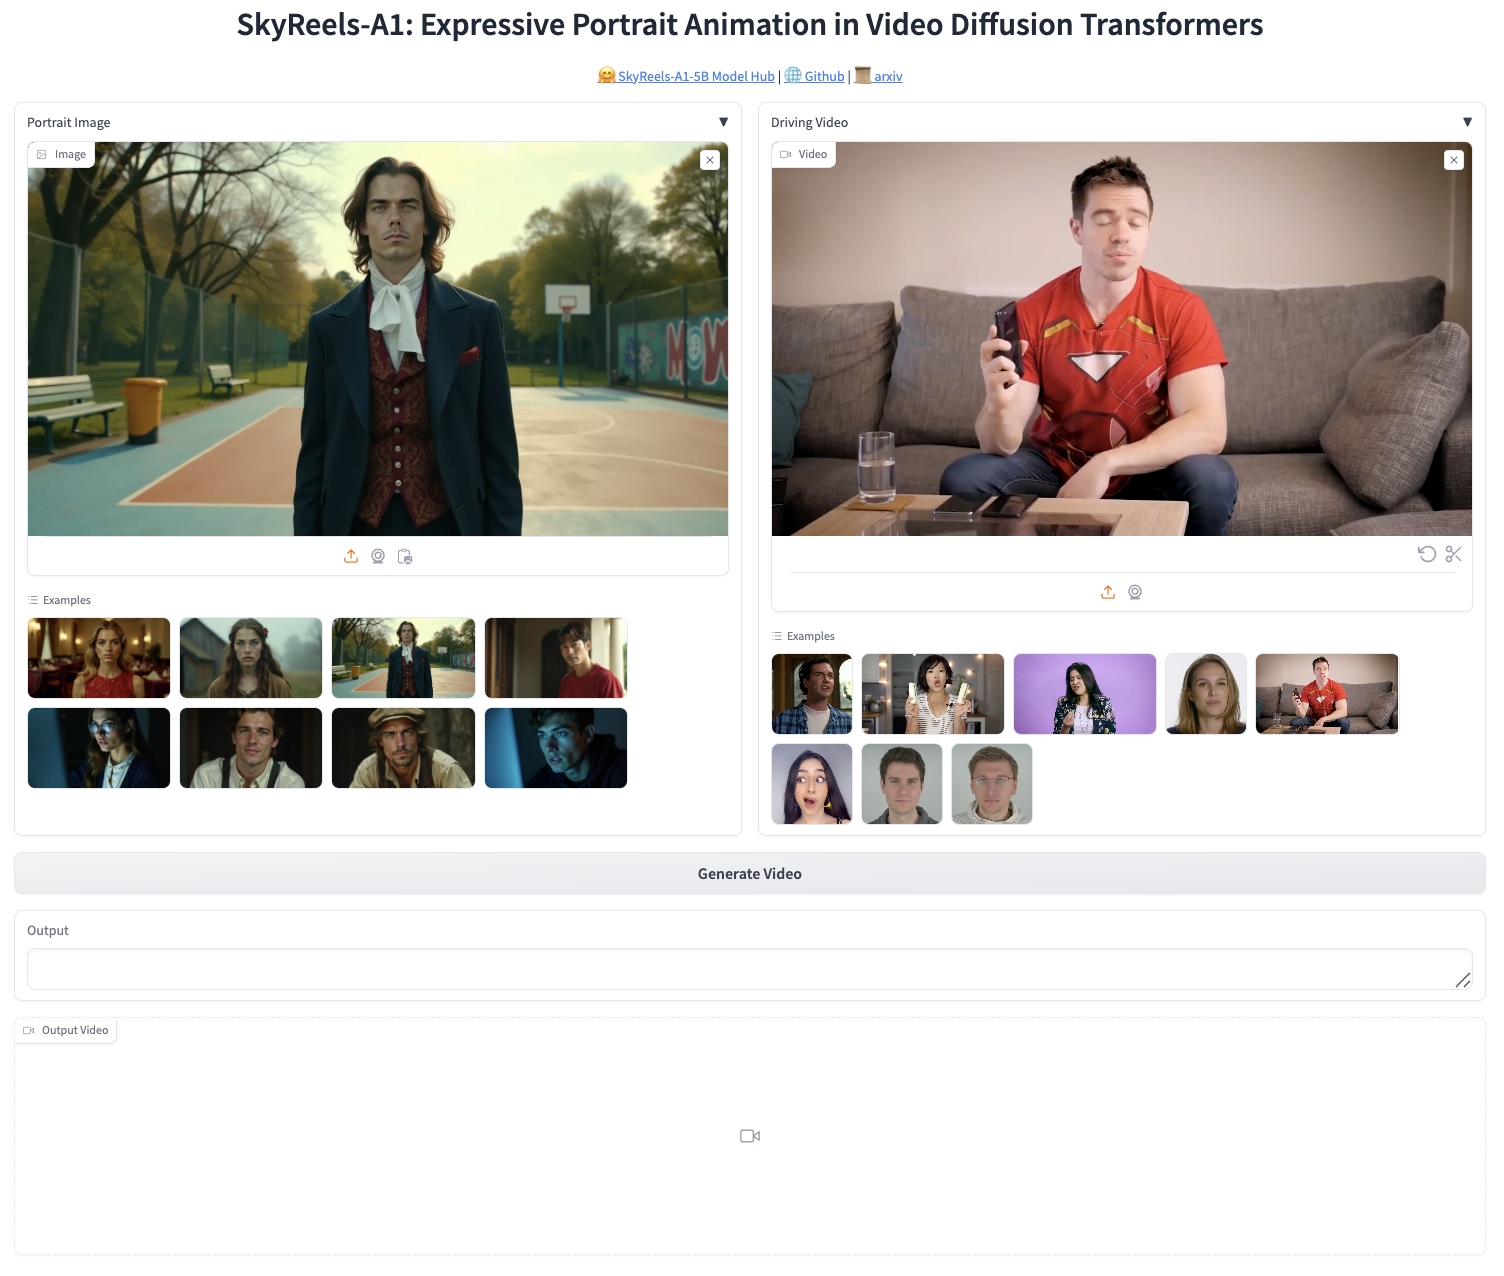 SkyReels-A1: Expressive Portrait Animation in Video Diffusion Transformers
🤗 SkyReels-A1-5B Model Hub | 🌐 Github | 📜 arxiv
Portrait Image ▼
Image
Examples
Driving Video ▼
Video
Examples
Generate Video
Output
Output Video